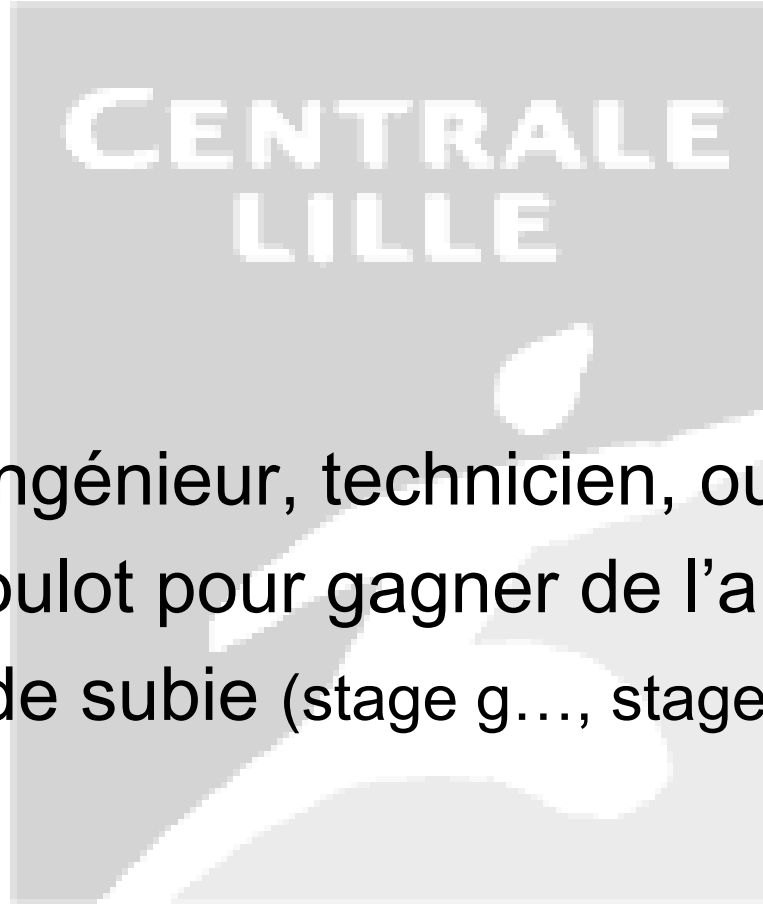 CENTRALE
LILLE
ngénieur, technicien, ou
oulot pour gagner de l’a
de subie (stage g…, stage